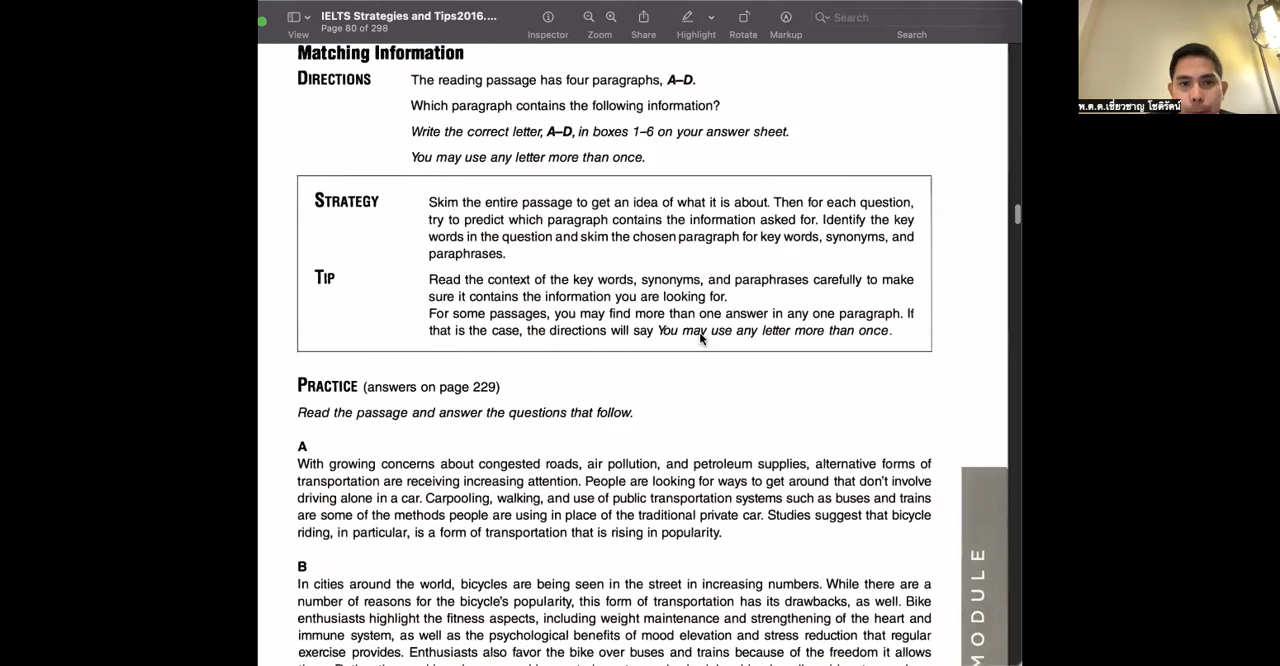 IELTS Strategies and Tips2016....
Page 80 of 298
View
Inspector
Zoom
Share
Highlight
Rotate
Markup
Search
Search
พ.ต.ต.เชี่ยวชาญ โชติรัตน์
Matching Information
DIRECTIONS
The reading passage has four paragraphs, A–D.
Which paragraph contains the following information?
Write the correct letter, A–D, in boxes 1–6 on your answer sheet.
You may use any letter more than once.
STRATEGY
Skim the entire passage to get an idea of what it is about. Then for each question,
try to predict which paragraph contains the information asked for. Identify the key
words in the question and skim the chosen paragraph for key words, synonyms, and
paraphrases.
TIP
Read the context of the key words, synonyms, and paraphrases carefully to make
sure it contains the information you are looking for.
For some passages, you may find more than one answer in any one paragraph. If
that is the case, the directions will say You may use any letter more than once.
PRACTICE (answers on page 229)
Read the passage and answer the questions that follow.
A
With growing concerns about congested roads, air pollution, and petroleum supplies, alternative forms of
transportation are receiving increasing attention. People are looking for ways to get around that don't involve
driving alone in a car. Carpooling, walking, and use of public transportation systems such as buses and trains
are some of the methods people are using in place of the traditional private car. Studies suggest that bicycle
riding, in particular, is a form of transportation that is rising in popularity.
B
In cities around the world, bicycles are being seen in the street in increasing numbers. While there are a
number of reasons for the bicycle's popularity, this form of transportation has its drawbacks, as well. Bike
enthusiasts highlight the fitness aspects, including weight maintenance and strengthening of the heart and
immune system, as well as the psychological benefits of mood elevation and stress reduction that regular
exercise provides. Enthusiasts also favor the bike over buses and trains because of the freedom it allows
MODULE